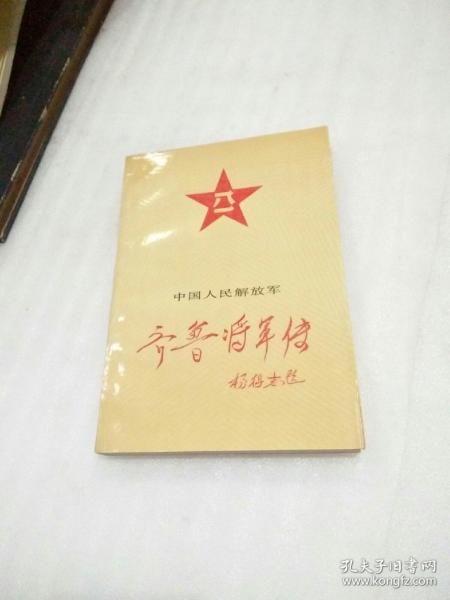 八一
中国人民解放军
齐鲁将军传
杨得志题
孔夫子旧书网
www.kongfz.com